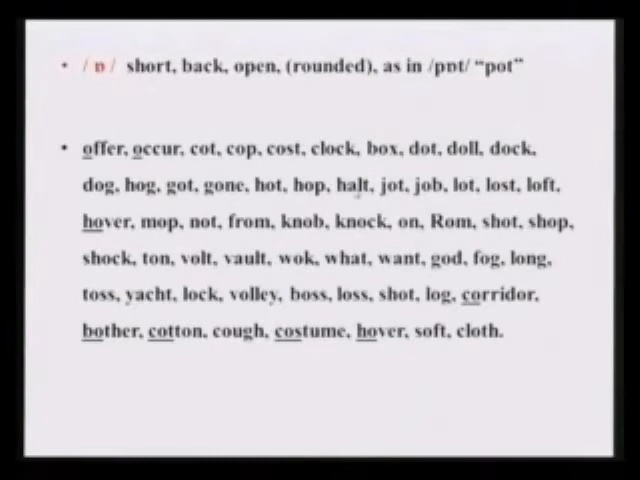 • / ɒ / short, back, open, (rounded), as in /pɒt/ “pot”
• offer, occur, cot, cop, cost, clock, box, dot, doll, dock,
dog, hog, got, gone, hot, hop, halt, jot, job, lot, lost, loft,
hover, mop, not, from, knob, knock, on, Rom, shot, shop,
shock, ton, volt, vault, wok, what, want, god, fog, long,
toss, yacht, lock, volley, boss, loss, shot, log, corridor,
bother, cotton, cough, costume, hover, soft, cloth.